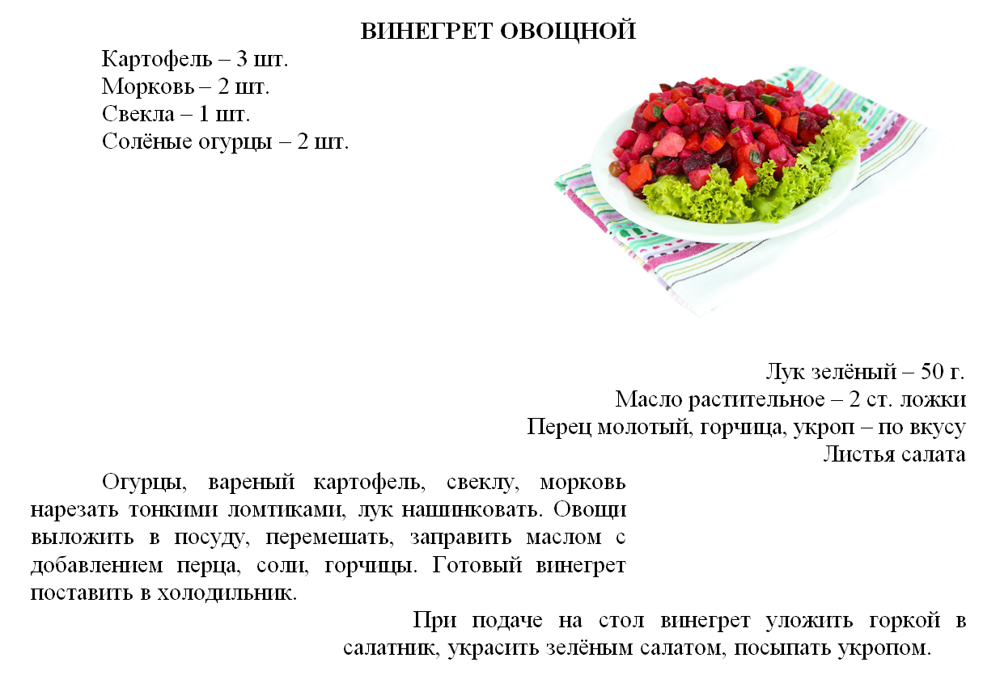 ВИНЕГРЕТ ОВОЩНОЙ
Картофель – 3 шт.
Морковь – 2 шт.
Свекла – 1 шт.
Солёные огурцы – 2 шт.
Лук зелёный – 50 г.
Масло растительное – 2 ст. ложки
Перец молотый, горчица, укроп – по вкусу
Листья салата
Огурцы, вареный картофель, свеклу, морковь
нарезать тонкими ломтиками, лук нашинковать. Овощи
выложить в посуду, перемешать, заправить маслом с
добавлением перца, соли, горчицы. Готовый винегрет
поставить в холодильник.
При подаче на стол винегрет уложить горкой в
салатник, украсить зелёным салатом, посыпать укропом.